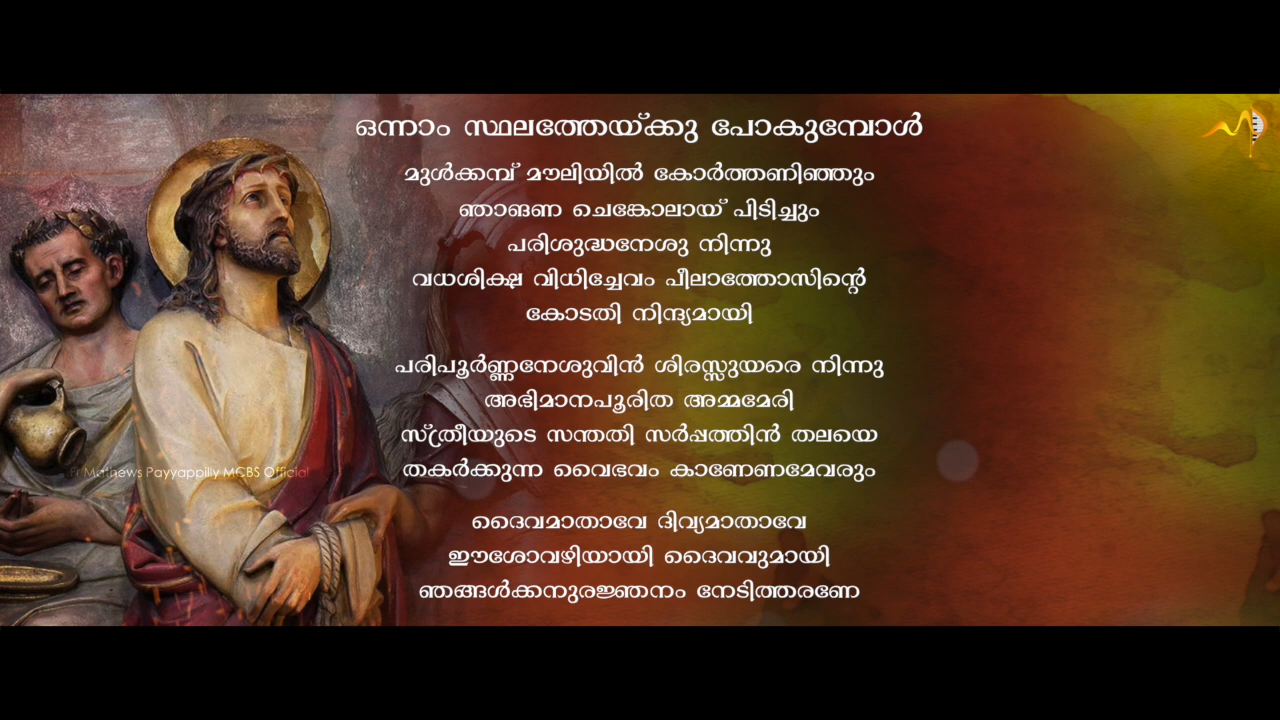 ഒന്നാം സ്ഥലത്തേയ്ക്കു പോകുമ്പോൾ
മുൾക്കമ്പ് മൗലിയിൽ കോർത്തണിഞ്ഞും
ഞാങണ ചെങ്കോലായ് പിടിച്ചും
പരിശുദ്ധനേശു നിന്നു
വധശിക്ഷ വിധിച്ചേവം പീലാത്തോസിന്റെ
കോടതി നിന്ദ്യമായി
പരിപൂർണ്ണനേശുവിൻ ശിരസ്സുയരെ നിന്നു
അഭിമാനപൂരിത അമ്മമേരി
സ്ത്രീയുടെ സന്തതി സർപ്പത്തിൻ തലയെ
തകർക്കുന്ന വൈഭവം കാണേണമേവരും
Fr Mathews Payyappilly MCBS Official
ദൈവമാതാവേ ദിവ്യമാതാവേ
ഈശോവഴിയായി ദൈവവുമായി
ഞങ്ങൾക്കനുരഞ്ജനം നേടിത്തരണേ